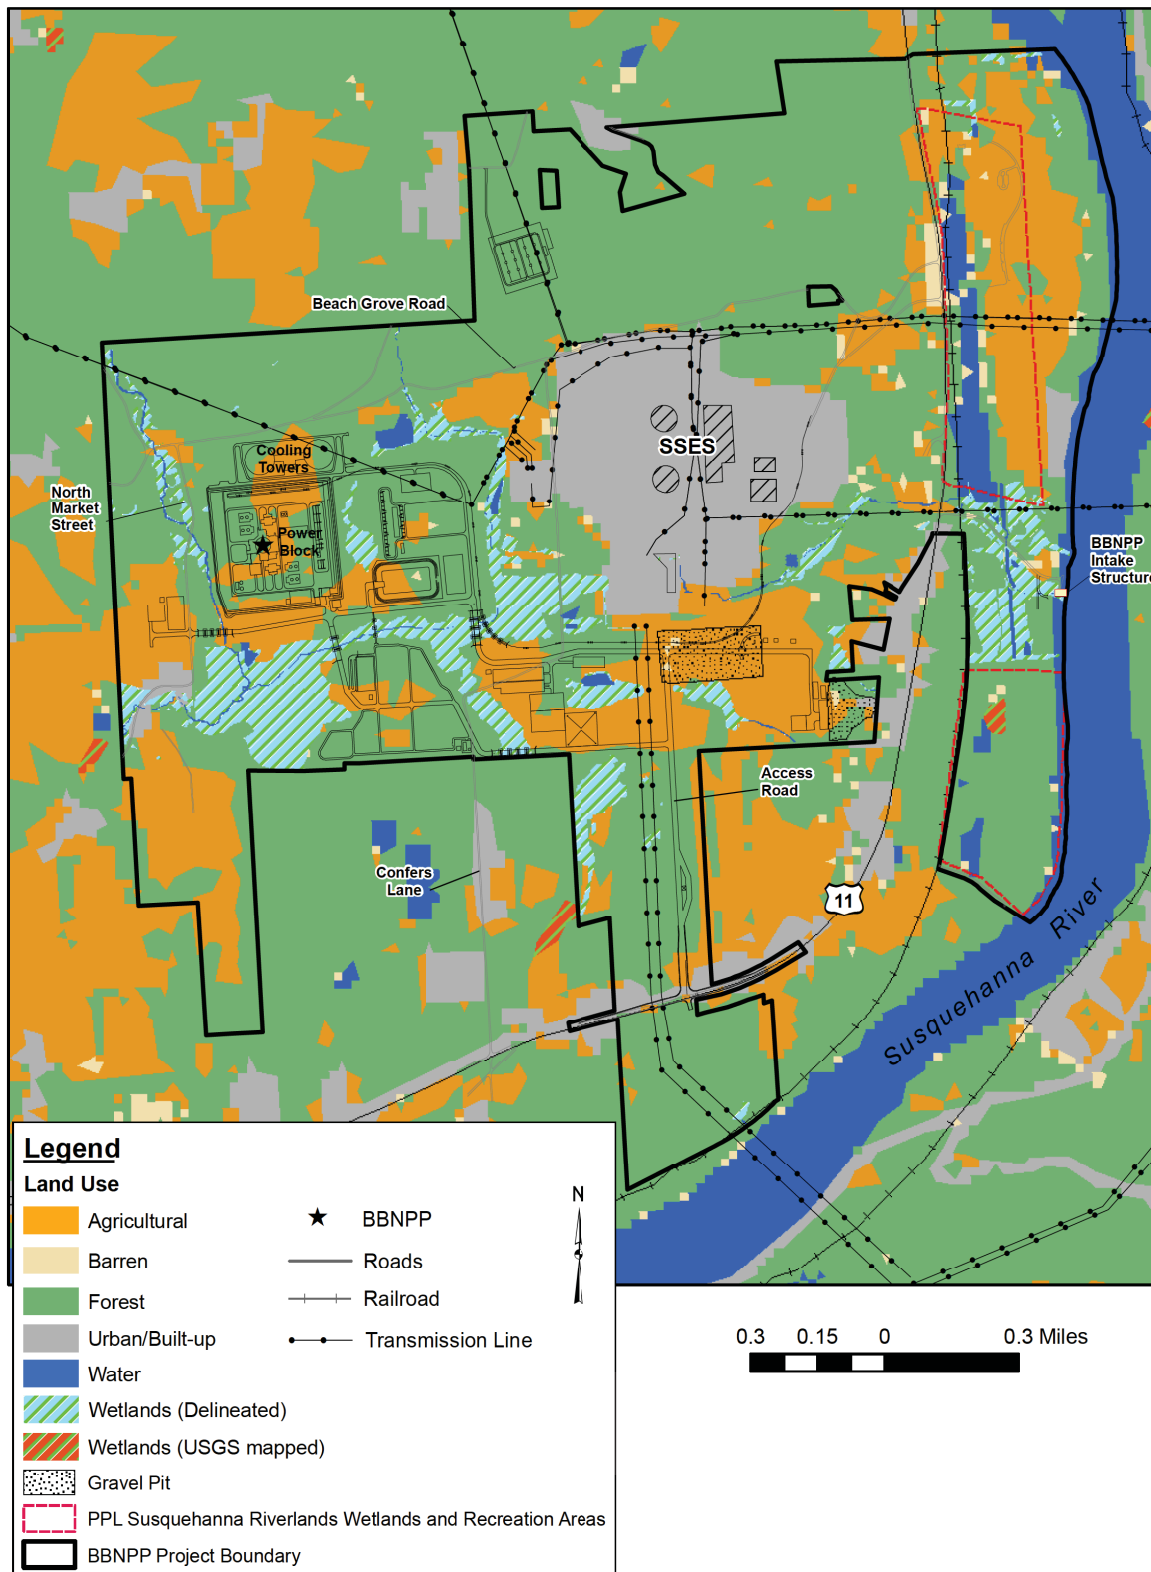 Beach Grove Road
SSES
Cooling
Towers
North
Market
Street
Power
Block
BBNPP
Intake
Structure
Access
Road
Confers
Lane
11
Susquehanna River
Legend
Land Use
Agricultural
Barren
Forest
Urban/Built-up
Water
Wetlands (Delineated)
Wetlands (USGS mapped)
Gravel Pit
PPL Susquehanna Riverlands Wetlands and Recreation Areas
BBNPP Project Boundary
BBNPP
Roads
Railroad
Transmission Line
N
0.3 0.15 0 0.3 Miles